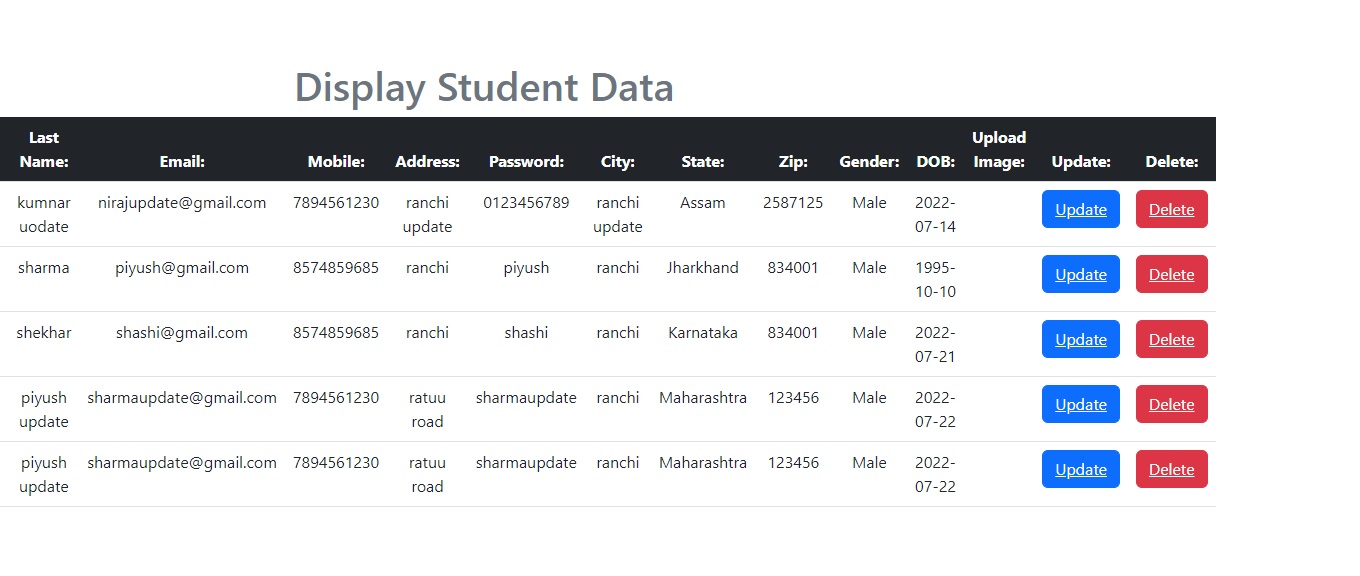 Display Student Data
Last Upload
Name: Email: Mobile: Address: Password: City: State: Zip: Gender: DOB: Image: Update: Delete:
kumnar nirajupdate@gmail.com 7894561230 ranchi 0123456789 ranchi Assam 2587125 Male 2022- Update Delete
uodate update update 07-14
sharma piyush@gmail.com 8574859685 ranchi piyush ranchi Jharkhand 834001 Male 1995- Update Delete
10-10
shekhar shashi@gmail.com 8574859685 ranchi shashi ranchi Karnataka 834001 Male 2022- Update Delete
07-21
piyush sharmaupdate@gmail.com 7894561230 ratuu sharmaupdate ranchi Maharashtra 123456 Male 2022- Update Delete
update road 07-22
piyush sharmaupdate@gmail.com 7894561230 ratuu sharmaupdate ranchi Maharashtra 123456 Male 2022- Update Delete
update road 07-22